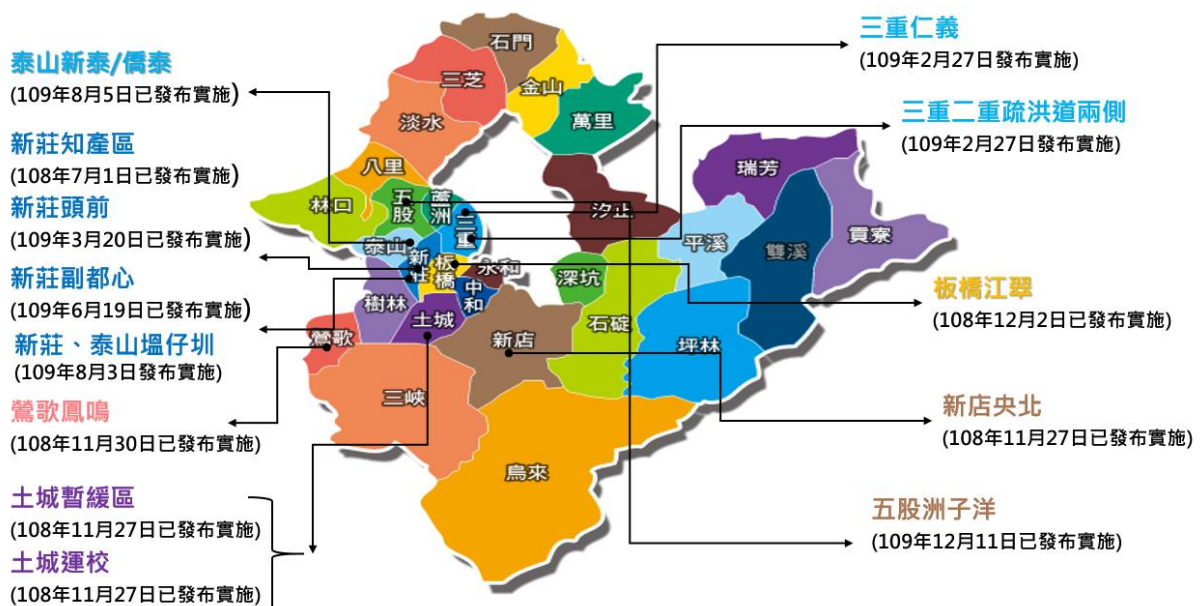 泰山新泰/僑泰
(109年8月5日已發布實施)
新莊知產區
(108年7月1日已發布實施)
新莊頭前
(109年3月20日已發布實施)
新莊副都心
(109年6月19日已發布實施)
新莊、泰山塭仔圳
(109年8月3日發布實施)
鶯歌鳳鳴
(108年11月30日已發布實施)
土城暫緩區
(108年11月27日已發布實施)
土城運校
(108年11月27日已發布實施)
石門
三芝
金山
淡水
萬里
八里
林口
五股
蘆洲
三重
泰山
新莊
板橋
永和
中和
樹林
土城
鶯歌
三峽
新店
烏來
汐止
深坑
石碇
平溪
瑞芳
雙溪
貢寮
坪林
三重仁義
(109年2月27日發布實施)
三重二重疏洪道兩側
(109年2月27日發布實施)
板橋江翠
(108年12月2日已發布實施)
新店央北
(108年11月27日已發布實施)
五股洲子洋
(109年12月11日已發布實施)